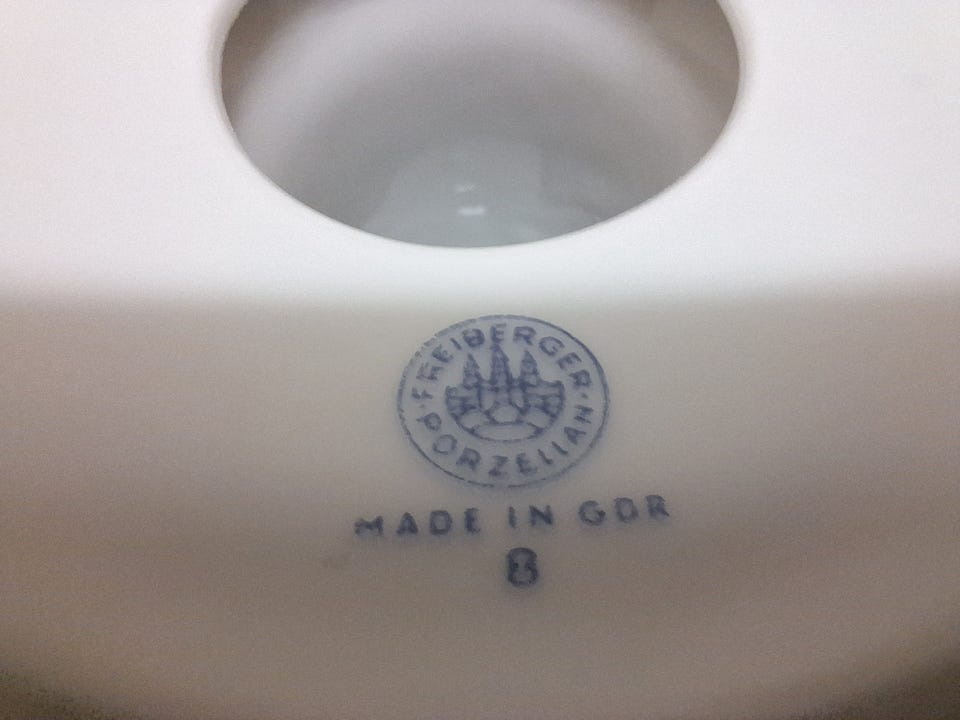 FREIBERGER
PORZELLAN
MADE IN GDR
8